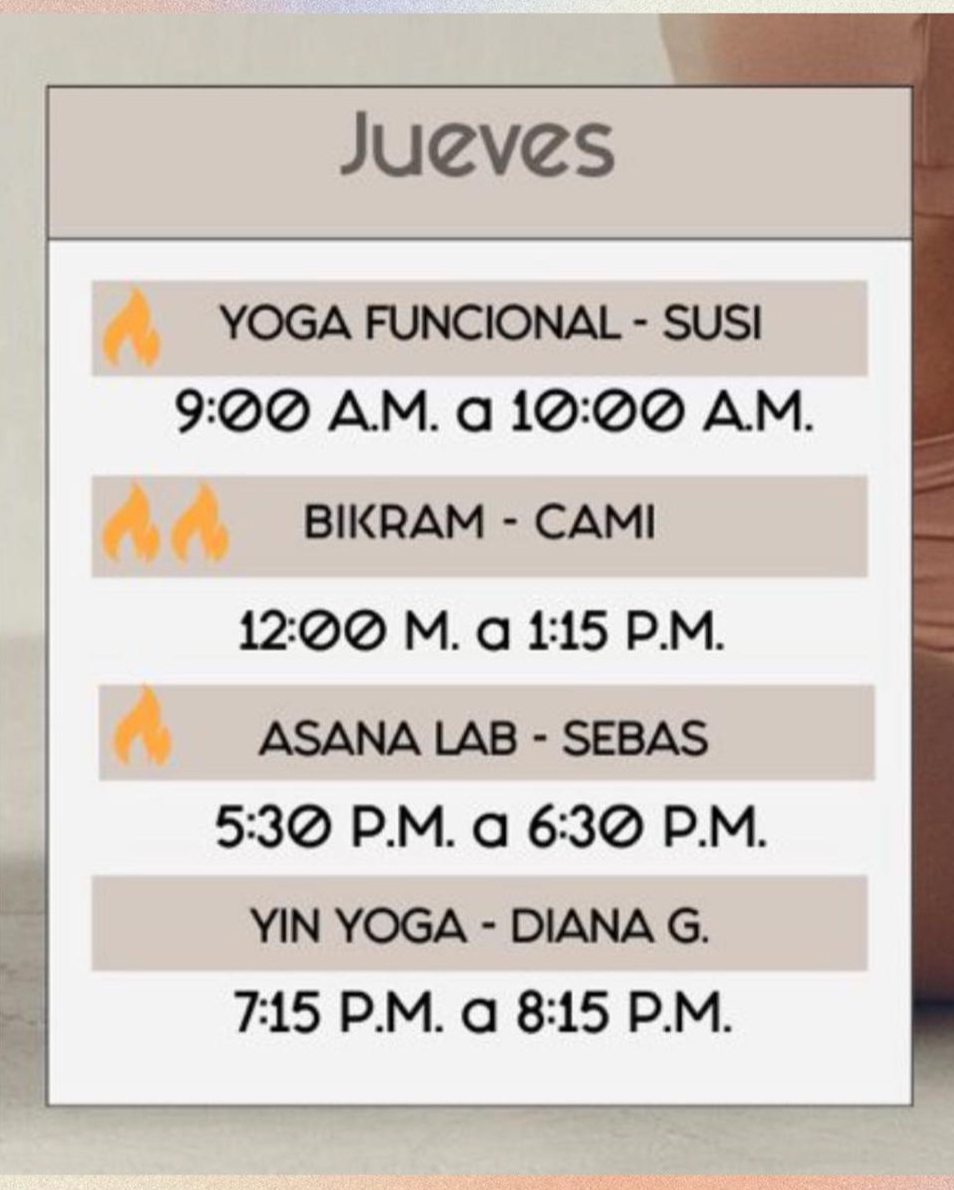 Jueves
YOGA FUNCIONAL - SUSI
9:00 A.M. a 10:00 A.M.
BIKRAM - CAMI
12:00 M. a 1:15 P.M.
ASANA LAB - SEBAS
5:30 P.M. a 6:30 P.M.
YIN YOGA - DIANA G.
7:15 P.M. a 8:15 P.M.